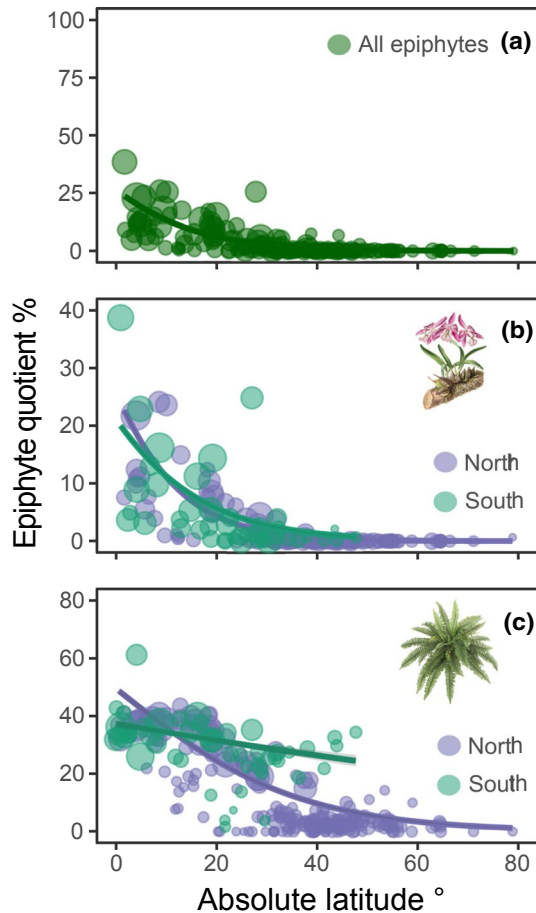 (a)
All epiphytes
100
75
50
25
0
(b)
North
South
40
30
20
10
0
(c)
North
South
80
60
40
20
0
Epiphyte quotient %
0 20 40 60 80
Absolute latitude °